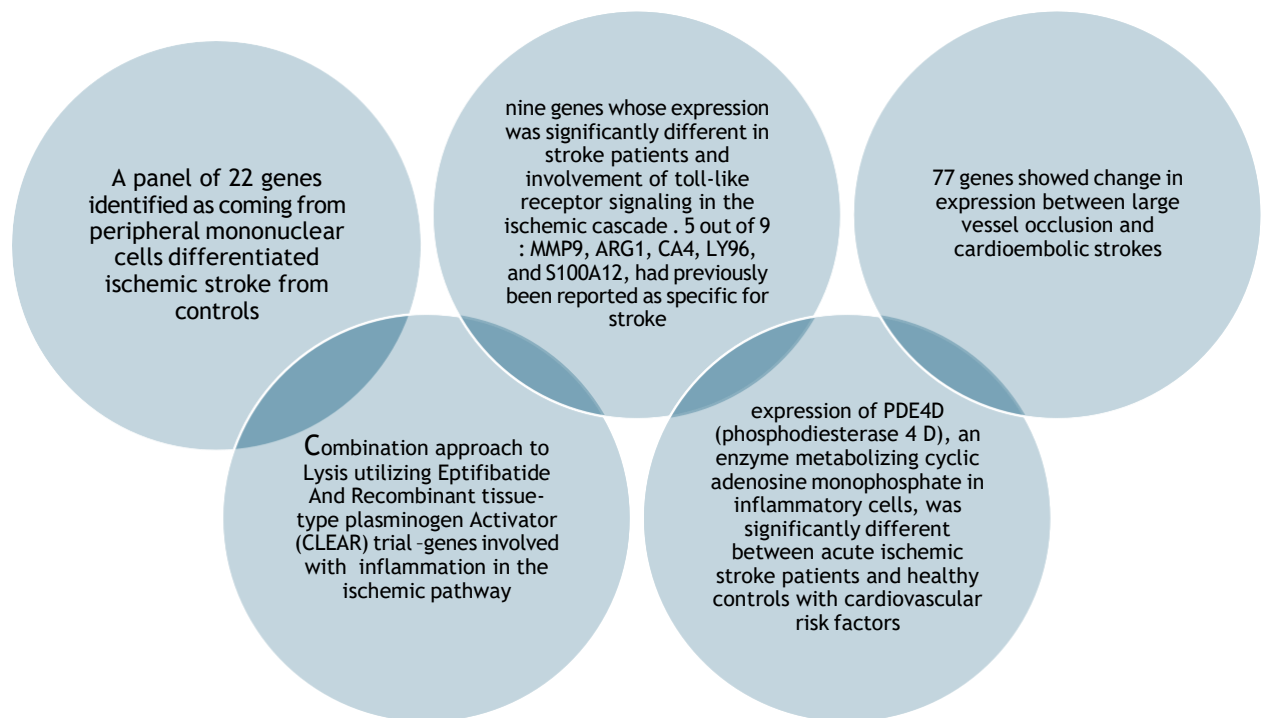 A panel of 22 genes
identified as coming from
peripheral mononuclear
cells differentiated
ischemic stroke from
controls
Combination approach to
Lysis utilizing Eptifibatide
And Recombinant tissue-
type plasminogen Activator
(CLEAR) trial –genes involved
with inflammation in the
ischemic pathway
nine genes whose expression
was significantly different in
stroke patients and
involvement of toll-like
receptor signaling in the
ischemic cascade . 5 out of 9
: MMP9, ARG1, CA4, LY96,
and S100A12, had previously
been reported as specific for
stroke
expression of PDE4D
(phosphodiesterase 4 D), an
enzyme metabolizing cyclic
adenosine monophosphate in
inflammatory cells, was
significantly different
between acute ischemic
stroke patients and healthy
controls with cardiovascular
risk factors
77 genes showed change in
expression between large
vessel occlusion and
cardioembolic strokes